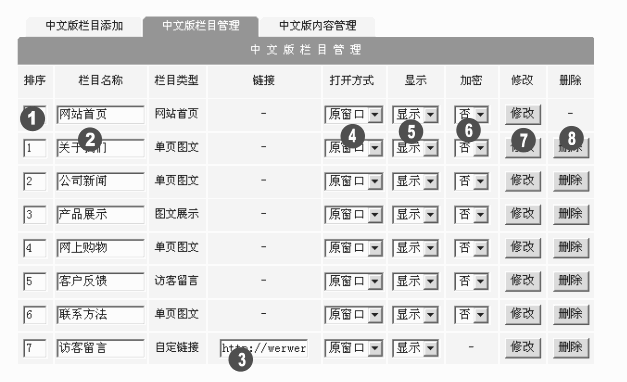 中文版栏目添加 中文版栏目管理 中文版内容管理
中文版栏目管理
排序 栏目名称 栏目类型 链接 打开方式 显示 加密 修改 删除
1 网站首页 网站首页 - 原窗口 显示 否 修改 -
2 4 5 6 7 8
1 关于我们 单页图文 - 原窗口 显示 否 修改 删除
2 公司新闻 单页图文 - 原窗口 显示 否 修改 删除
3 产品展示 图文展示 - 原窗口 显示 否 修改 删除
4 网上购物 单页图文 - 原窗口 显示 否 修改 删除
5 客户反馈 访客留言 - 原窗口 显示 否 修改 删除
6 联系方法 单页图文 - 原窗口 显示 否 修改 删除
7 访客留言 自定链接 http://werwer 原窗口 显示 - 修改 删除
3